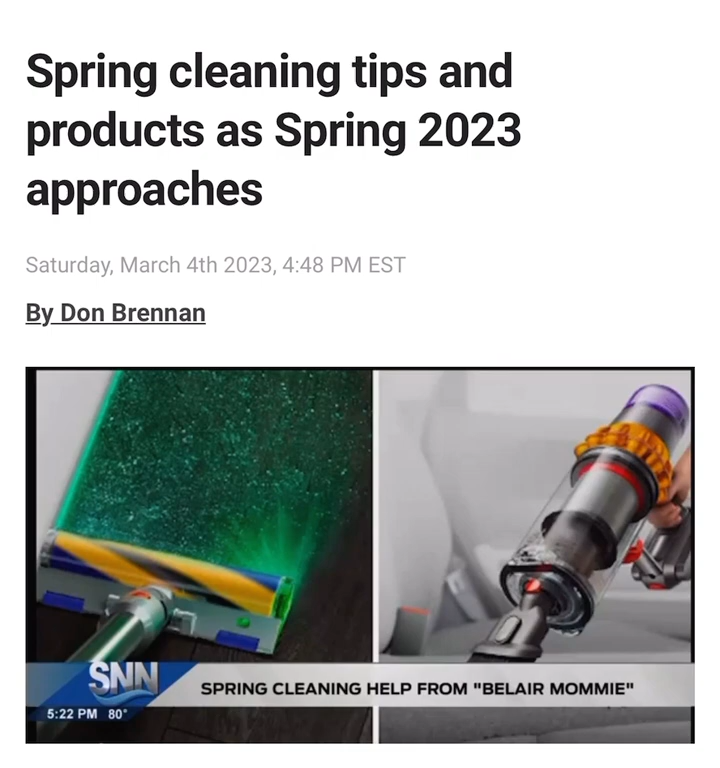 Spring cleaning tips and
products as Spring 2023
approaches
Saturday, March 4th 2023, 4:48 PM EST
By Don Brennan
SNN
SPRING CLEANING HELP FROM "BELAIR MOMMIE"
5:22 PM 80°